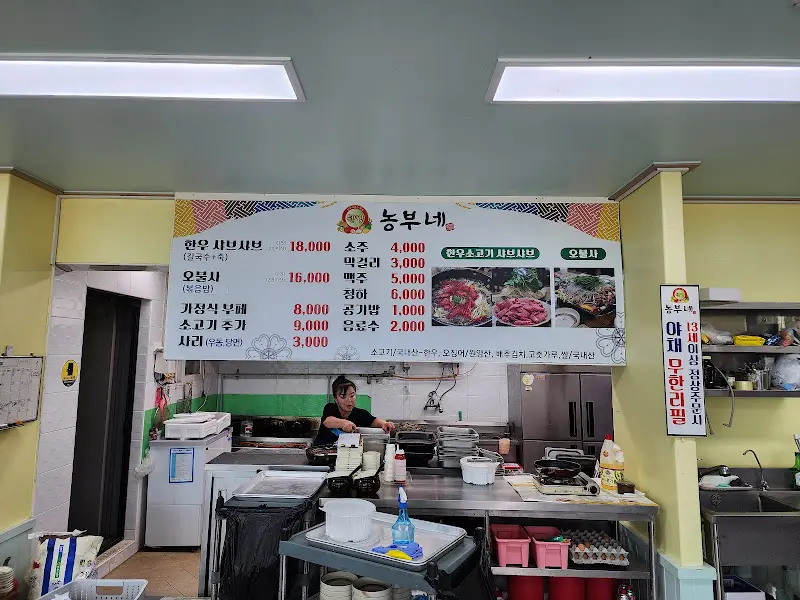 농부네
한우 샤브샤브 18,000
(칼국수+죽)
오불사 16,000
(볶음밥)
가정식 부페 8,000
소고기 추가 9,000
사리 (우동,당면) 3,000
소주 4,000
막걸리 3,000
맥주 5,000
청하 6,000
공기밥 1,000
음료수 2,000
한우소고기 샤브샤브
오불사
소고기/국내산-한우, 오징어/원양산, 배추김치,고춧가루,쌀/국내산
13세이상 정상주문시
야채 무한리필